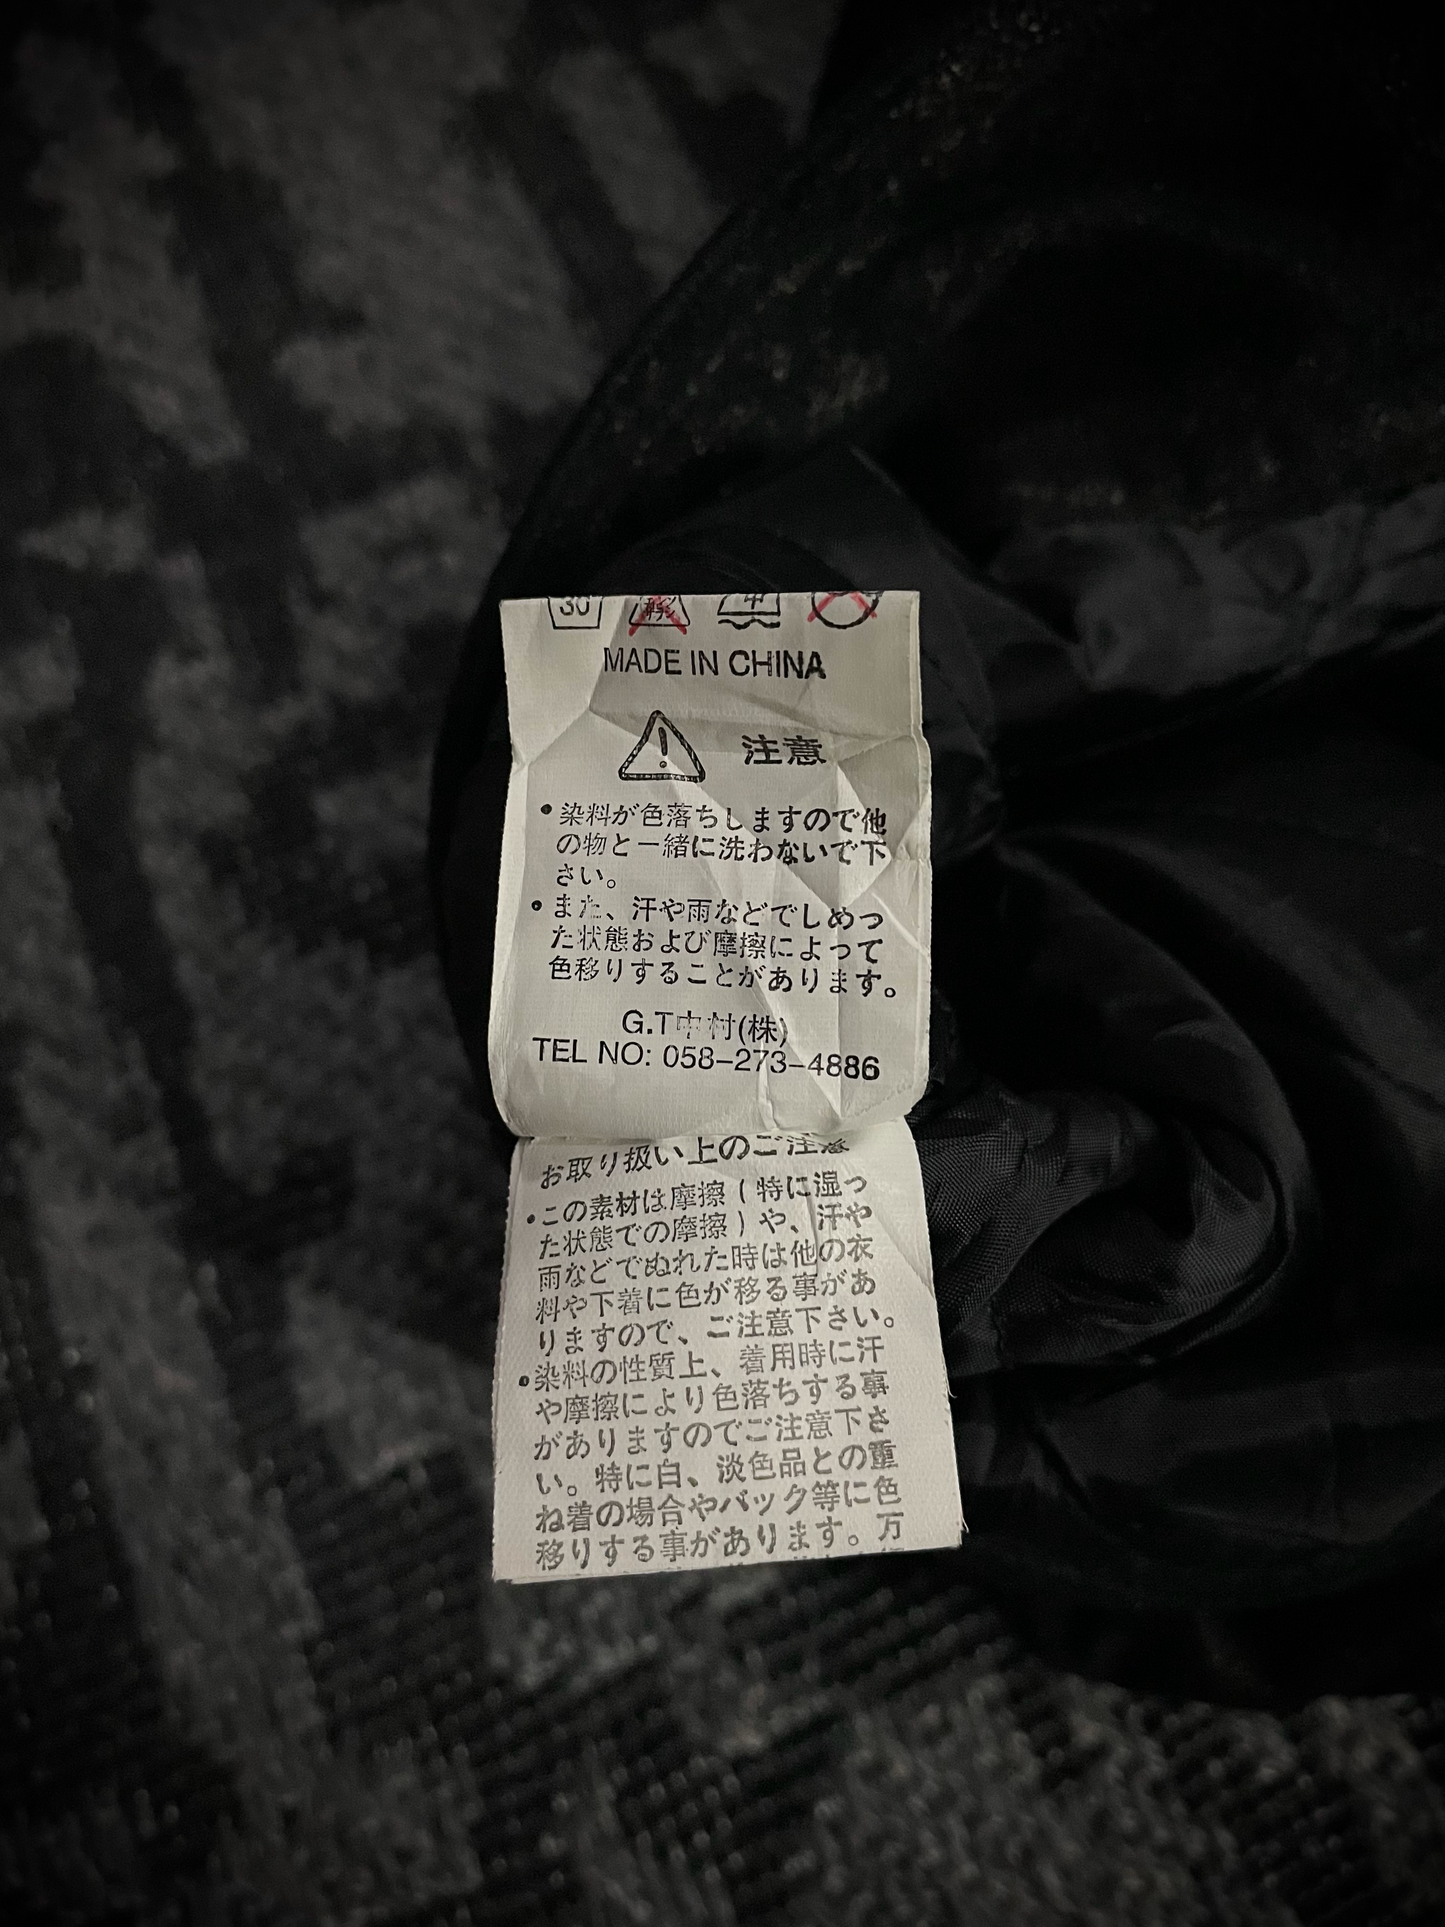 30
中
MADE IN CHINA
注意
•染料が色落ちしますので他
の物と一緒に洗わないで下
さい。
•また、汗や雨などでしめっ
た状態および摩擦によって
色移りすることがあります。
G.T中村(株)
TEL NO: 058-273-4886
お取り扱い上のご注意
•この素材は摩擦(特に湿っ
た状態での摩擦)や、汗や
雨などでぬれた時は他の衣
料や下着に色が移る事があ
りますので、ご注意下さい。
•染料の性質上、着用時に汗
や摩擦により色落ちする事
がありますのでご注意下さ
い。特に白、淡色品との重
ね着の場合やバック等に色
移りする事があります。万